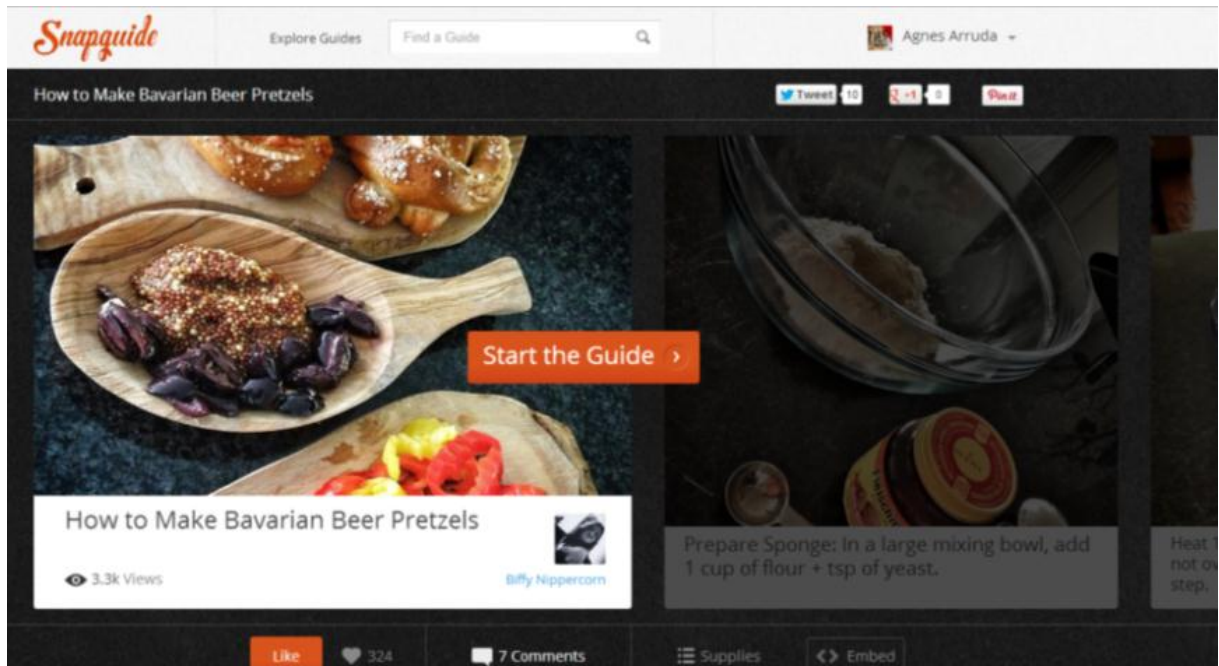 Snapguide
Explore Guides
Find a Guide
Agnes Arruda
How to Make Bavarian Beer Pretzels
Tweet
10
+1
0
Pin it
Start the Guide
How to Make Bavarian Beer Pretzels
3.3k Views
Biffy Nippercorn
Prepare Sponge: In a large mixing bowl, add
1 cup of flour + tsp of yeast.
Heat 1
not ov
step.
Like
324
7 Comments
Supplies
Embed